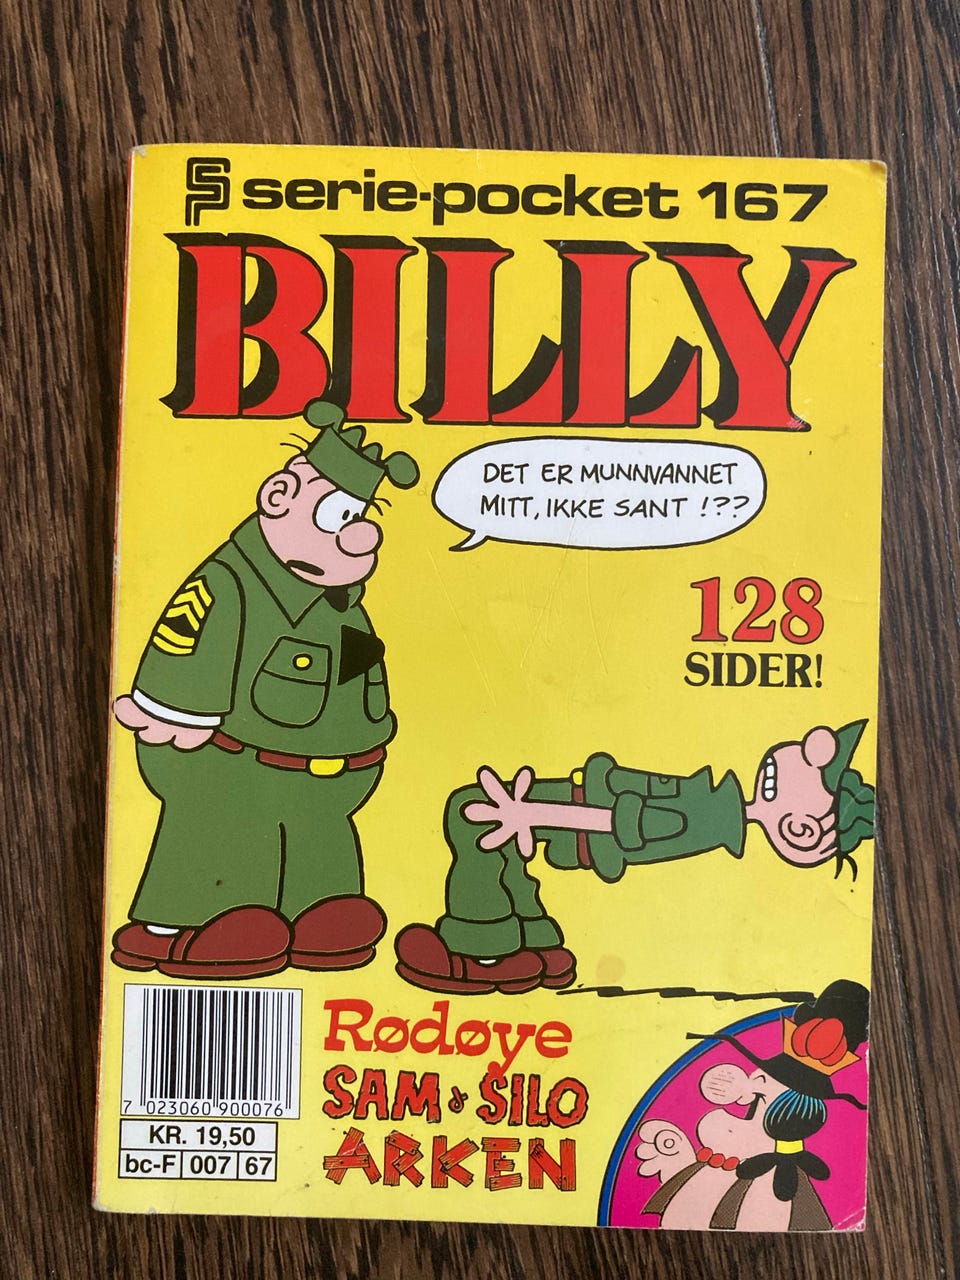 SP serie-pocket 167
BILLY
DET ER MUNNVANNET
MITT, IKKE SANT !??
128
SIDER!
Rødøye
SAM & SILO
ARKEN
7 023060 900076
KR. 19,50
bc-F 007 67